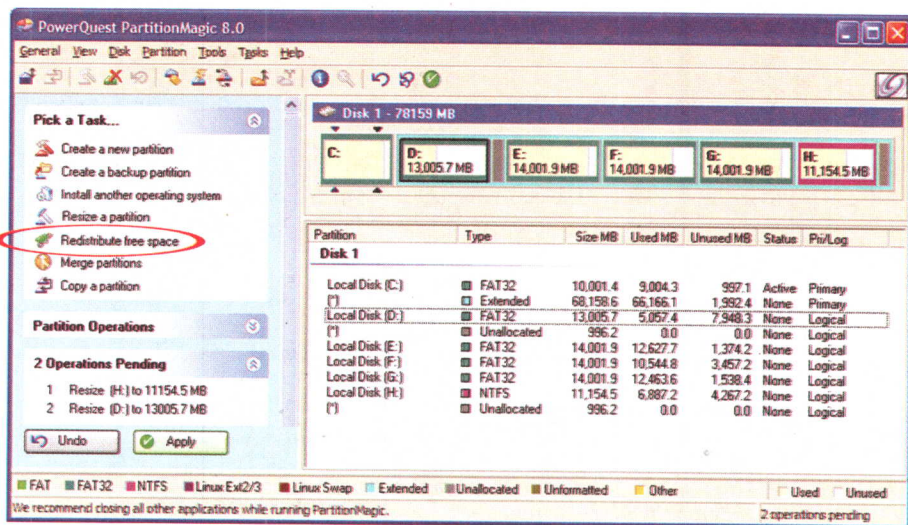 PowerQuest PartitionMagic 8.0
General View Disk Partition Tools Tasks Help
Pick a Task...
Create a new partition
Create a backup partition
Install another operating system
Resize a partition
Redistribute free space
Merge partitions
Copy a partition
Partition Operations
2 Operations Pending
1 Resize (H:) to 11154.5 MB
2 Resize (D:) to 13005.7 MB
Undo Apply
Disk 1 - 78159 MB
C: D: E: F: G: H:
13,005.7 MB 14,001.9 MB 14,001.9 MB 14,001.9 MB 11,154.5 MB
Partition Type Size MB Used MB Unused MB Status Pri/Log
Disk 1
Local Disk (C:) FAT32 10,001.4 9,004.3 997.1 Active Primary
(*) Extended 68,158.6 66,166.1 1,992.4 None Primary
Local Disk (D:) FAT32 13,005.7 5,057.4 7,948.3 None Logical
(*) Unallocated 996.2 0.0 0.0 None Logical
Local Disk (E:) FAT32 14,001.9 12,627.7 1,374.2 None Logical
Local Disk (F:) FAT32 14,001.9 10,544.8 3,457.2 None Logical
Local Disk (G:) FAT32 14,001.9 12,463.6 1,538.4 None Logical
Local Disk (H:) NTFS 11,154.5 6,887.2 4,267.2 None Logical
(*) Unallocated 996.2 0.0 0.0 None Logical
FAT FAT32 NTFS Linux Ext2/3 Linux Swap Extended Unallocated Unformatted Other Used Unused
We recommend closing all other applications while running PartitionMagic. 2 operations pending